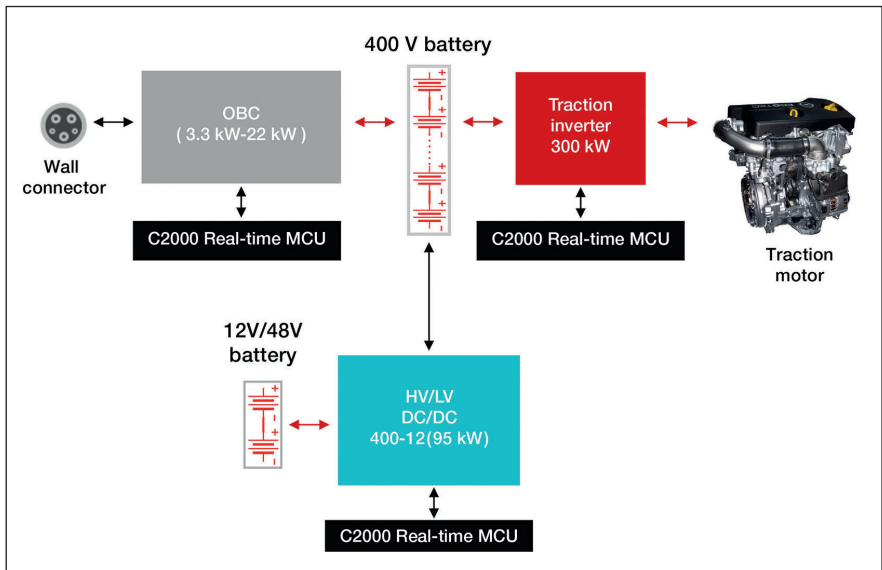 400 V battery
OBC
( 3.3 kW-22 kW )
Traction
inverter
300 kW
Wall
connector
C2000 Real-time MCU
C2000 Real-time MCU
Traction
motor
12V/48V
battery
HV/LV
DC/DC
400-12(95 kW)
C2000 Real-time MCU